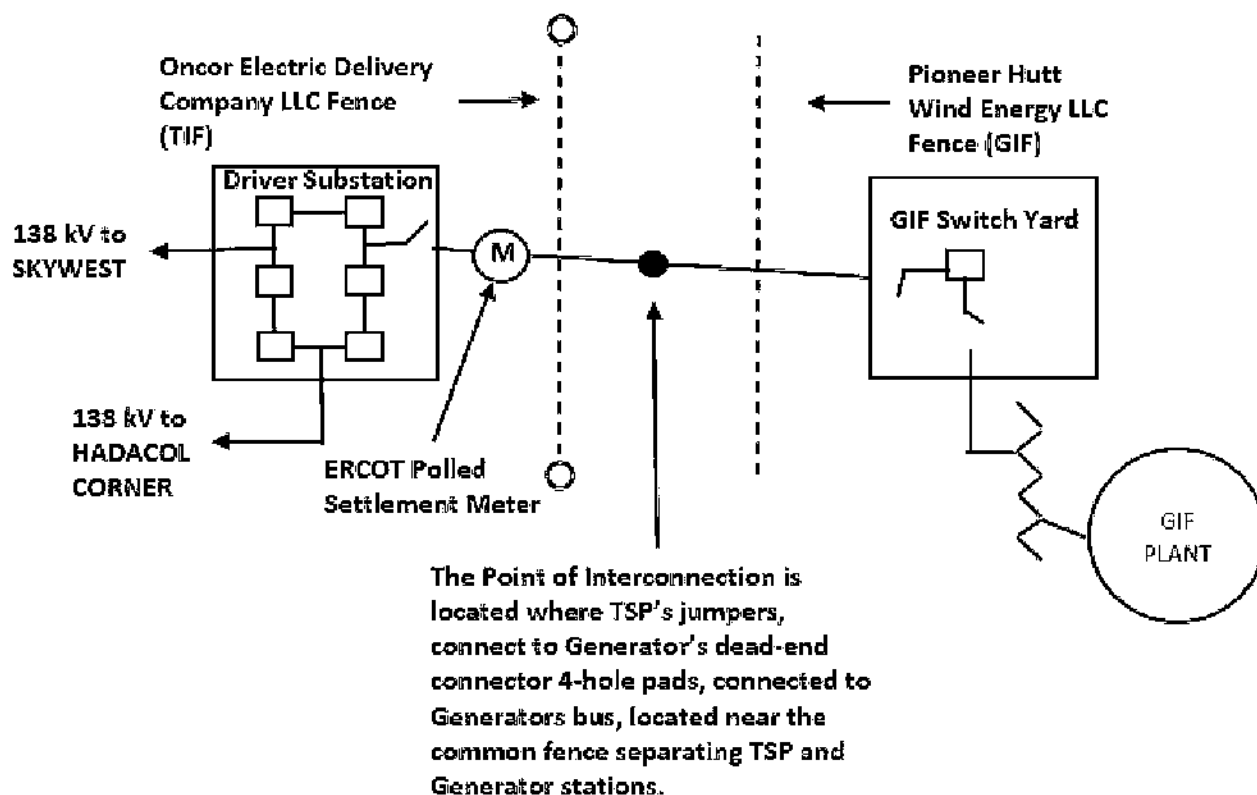 Oncor Electric Delivery
Company LLC Fence
(TIF)
Pioneer Hutt
Wind Energy LLC
Fence (GIF)
Driver Substation
GIF Switch Yard
138 kV to
SKYWEST
M
138 kV to
HADACOL
CORNER
ERCOT Polled
Settlement Meter
GIF
PLANT
The Point of Interconnection is
located where TSP's jumpers,
connect to Generator's dead-end
connector 4-hole pads, connected to
Generators bus, located near the
common fence separating TSP and
Generator stations.